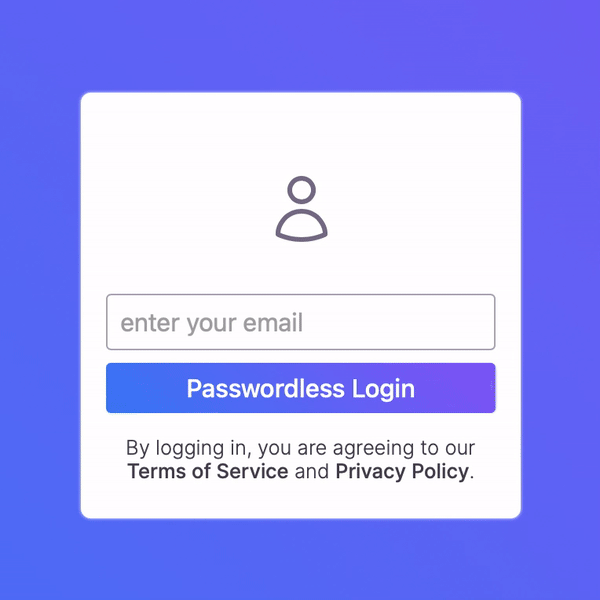 enter your email
Passwordless Login
By logging in, you are agreeing to our
Terms of Service and Privacy Policy.